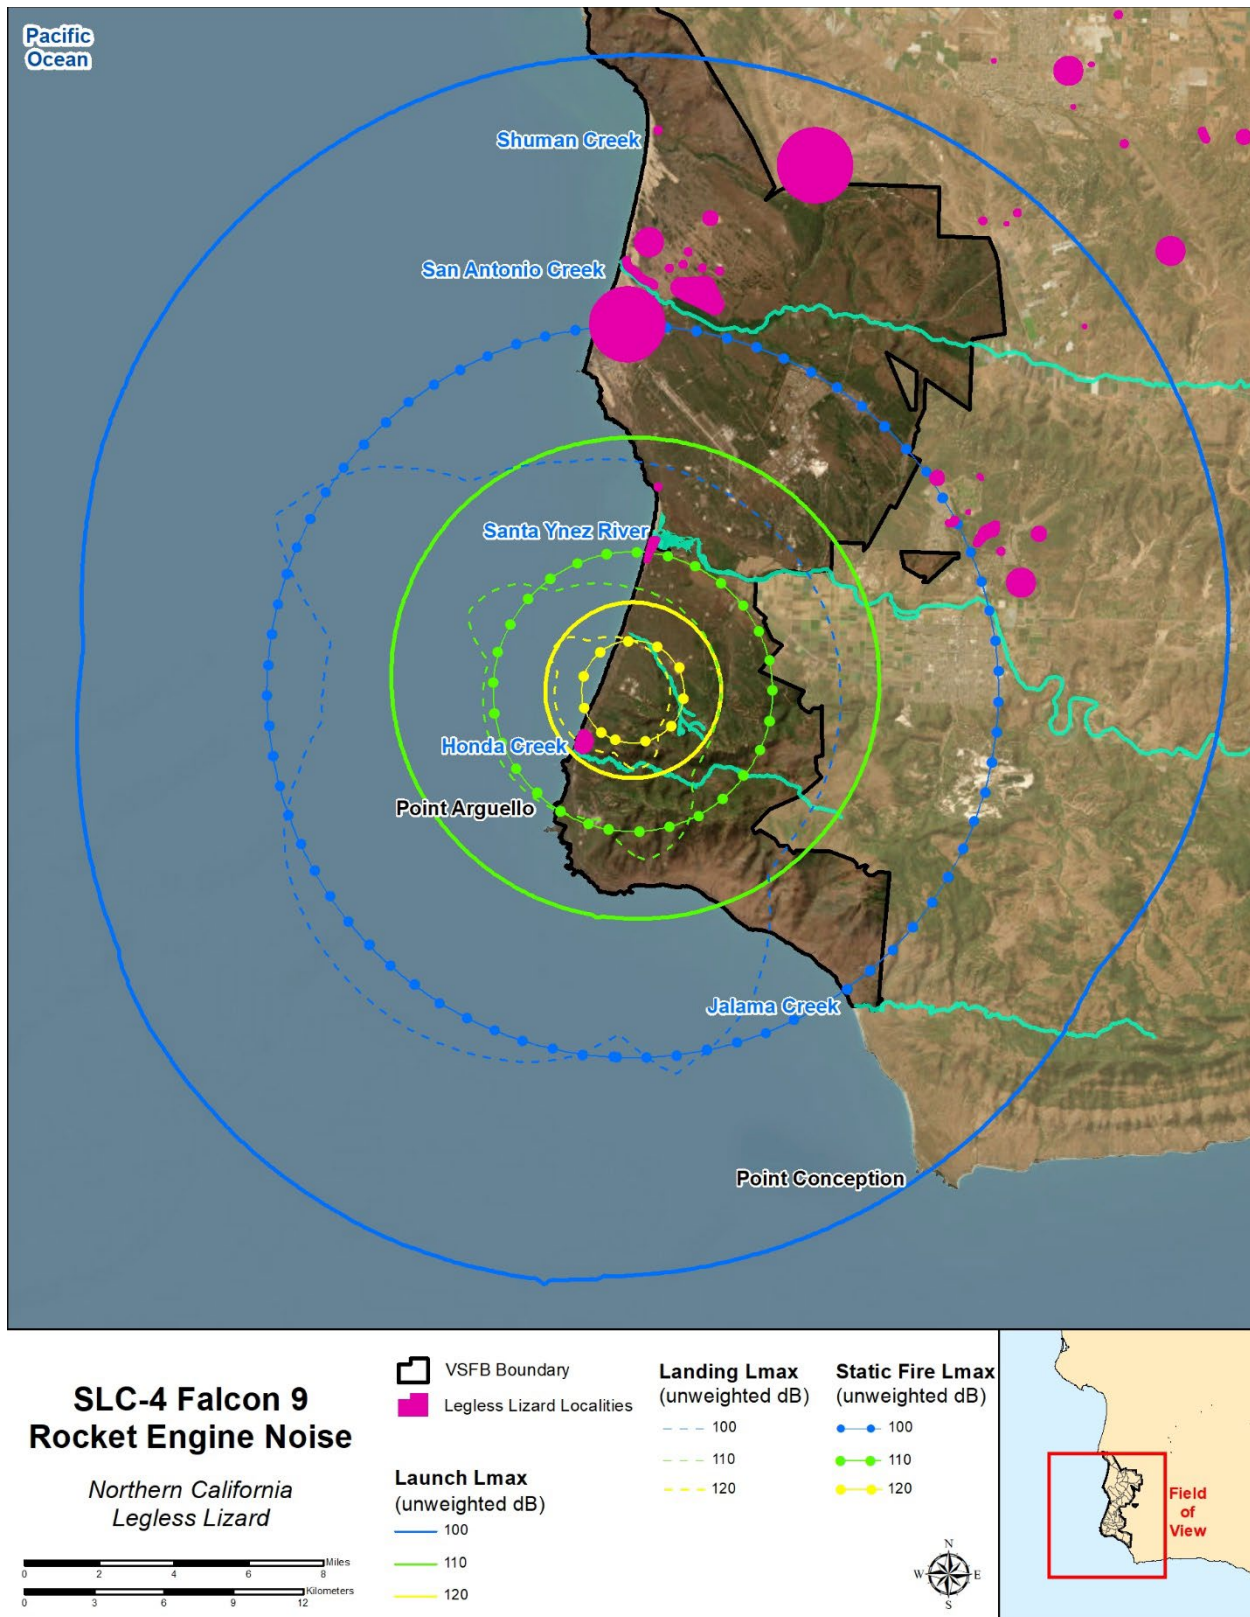 Pacific
Ocean
Shuman Creek
San Antonio Creek
Santa Ynez River
Honda Creek
Point Arguello
Jalama Creek
Point Conception
SLC-4 Falcon 9
Rocket Engine Noise
Northern California
Legless Lizard
Miles
0 2 4 6 8
Kilometers
0 3 6 9 12
VSFB Boundary
Legless Lizard Localities
Launch Lmax
(unweighted dB)
100
110
120
Landing Lmax
(unweighted dB)
100
110
120
Static Fire Lmax
(unweighted dB)
100
110
120
N
W E
S
Field
of
View